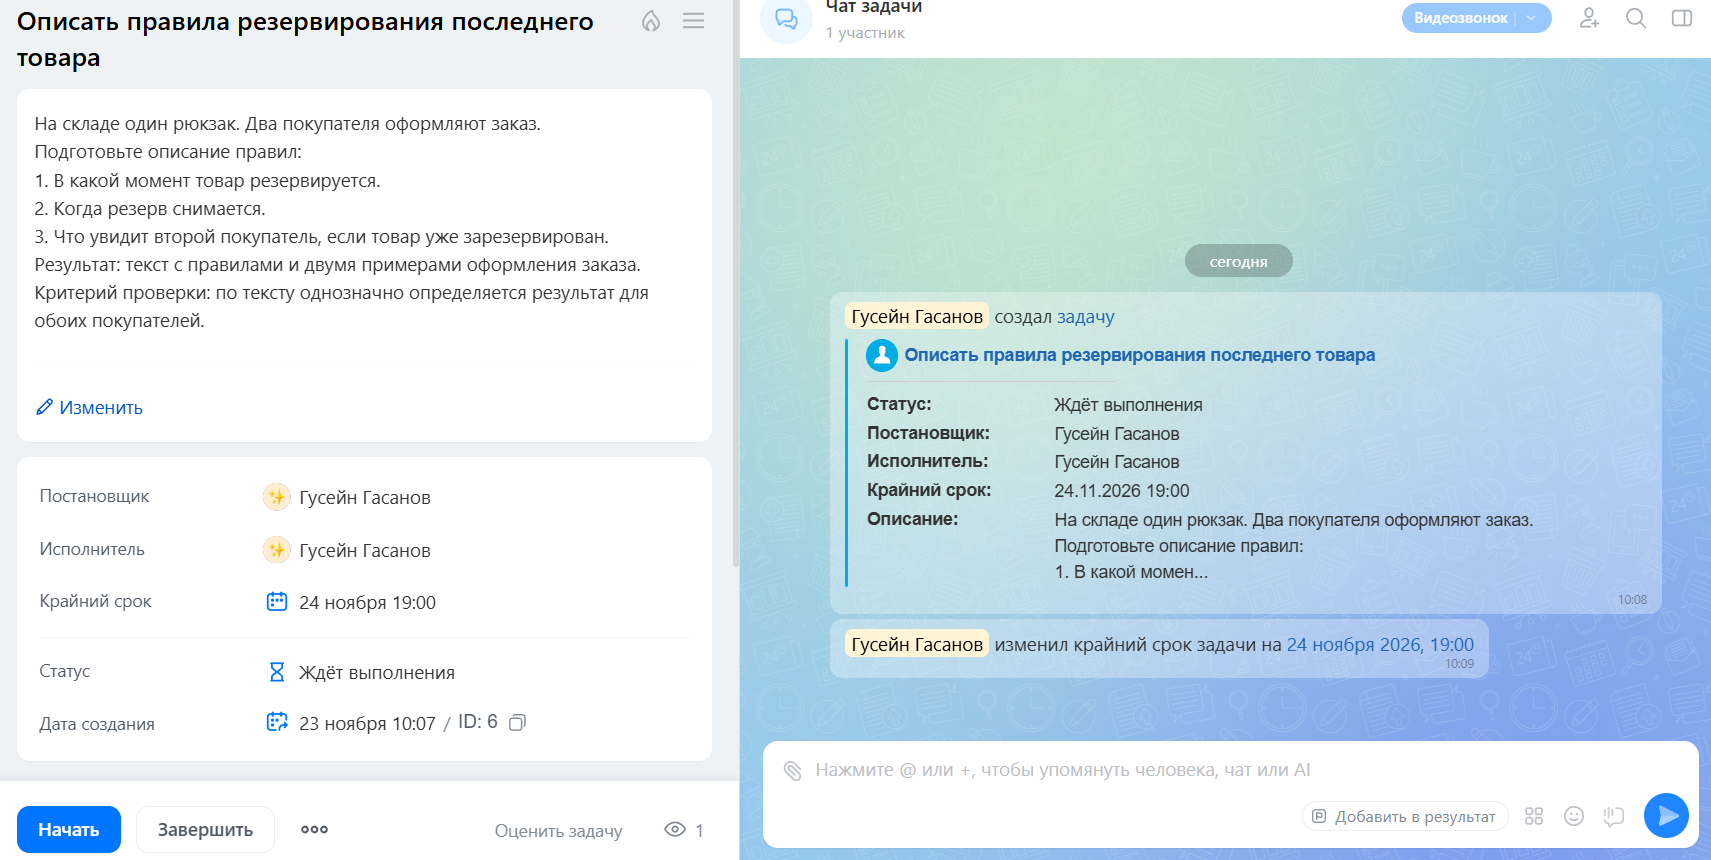 Описать правила резервирования последнего
товара
На складе один рюкзак. Два покупателя оформляют заказ.
Подготовьте описание правил:
1. В какой момент товар резервируется.
2. Когда резерв снимается.
3. Что увидит второй покупатель, если товар уже зарезервирован.
Результат: текст с правилами и двумя примерами оформления заказа.
Критерий проверки: по тексту однозначно определяется результат для
обоих покупателей.
Изменить
Постановщик Гусейн Гасанов
Исполнитель Гусейн Гасанов
Крайний срок 24 ноября 19:00
Статус Ждёт выполнения
Дата создания 23 ноября 10:07 / ID: 6
Начать Завершить Оценить задачу 1
Чат задачи
1 участник
Видеозвонок
сегодня
Гусейн Гасанов создал задачу
Описать правила резервирования последнего товара
Статус: Ждёт выполнения
Постановщик: Гусейн Гасанов
Исполнитель: Гусейн Гасанов
Крайний срок: 24.11.2026 19:00
Описание: На складе один рюкзак. Два покупателя оформляют заказ.
Подготовьте описание правил:
1. В какой момен...
10:08
Гусейн Гасанов изменил крайний срок задачи на 24 ноября 2026, 19:00
10:09
Нажмите @ или +, чтобы упомянуть человека, чат или AI
Добавить в результат